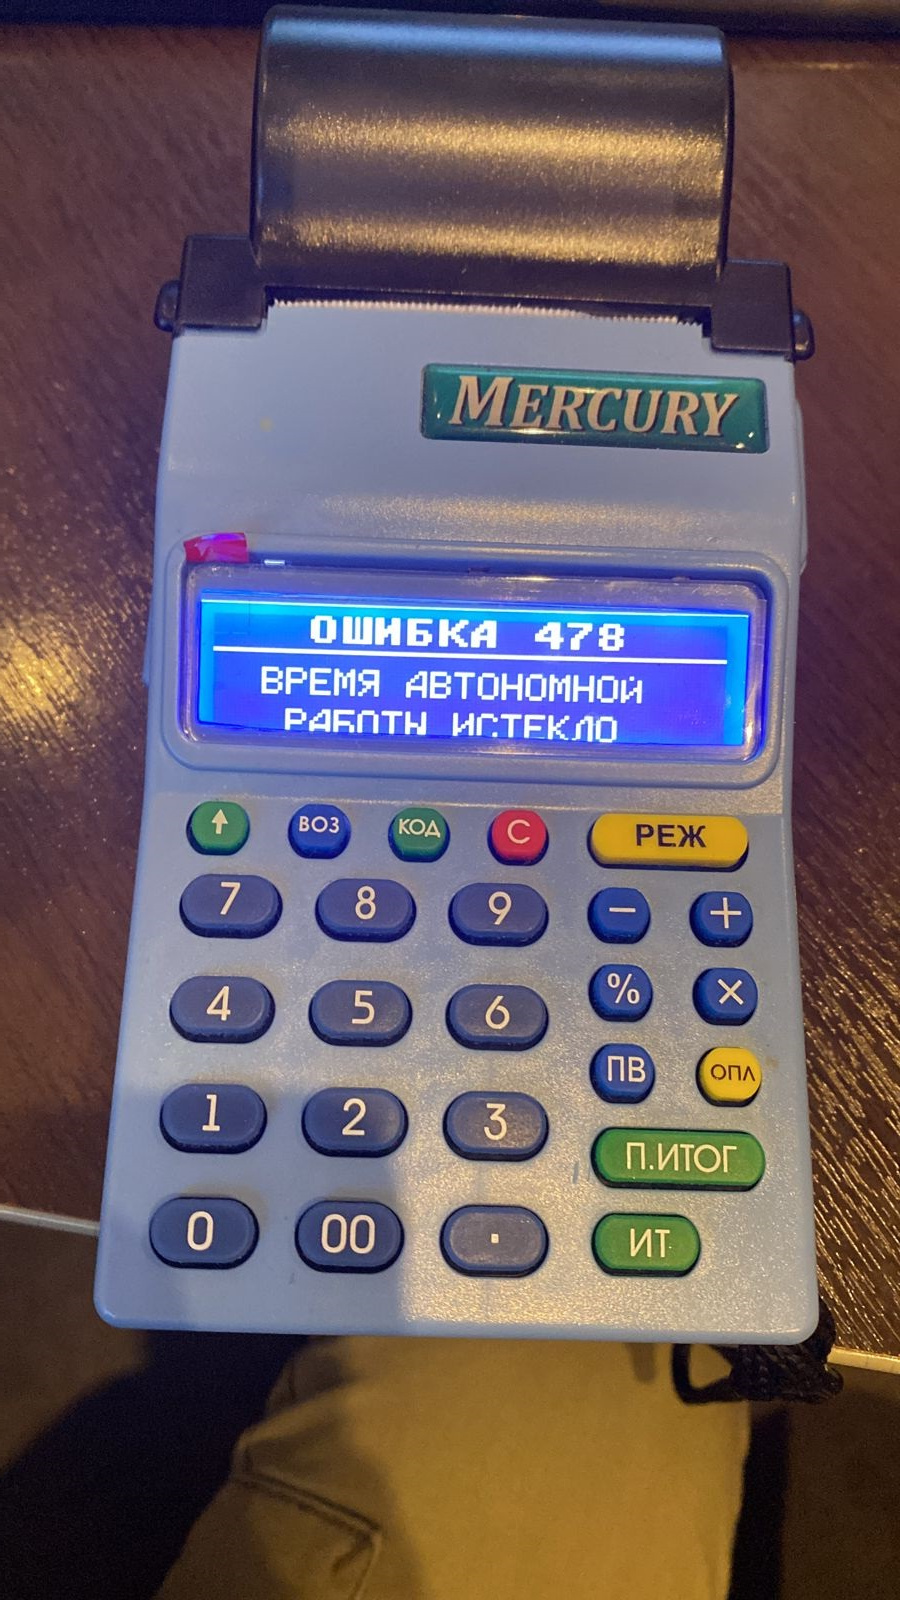 MERCURY
ОШИБКА 478
ВРЕМЯ АВТОНОМНОЙ
РАБОТЫ ИСТЕКЛО
↑ ВОЗ КОД С РЕЖ
7 8 9 − +
4 5 6 % ×
1 2 3 ПВ ОПЛ
П.ИТОГ
0 00 . ИТ